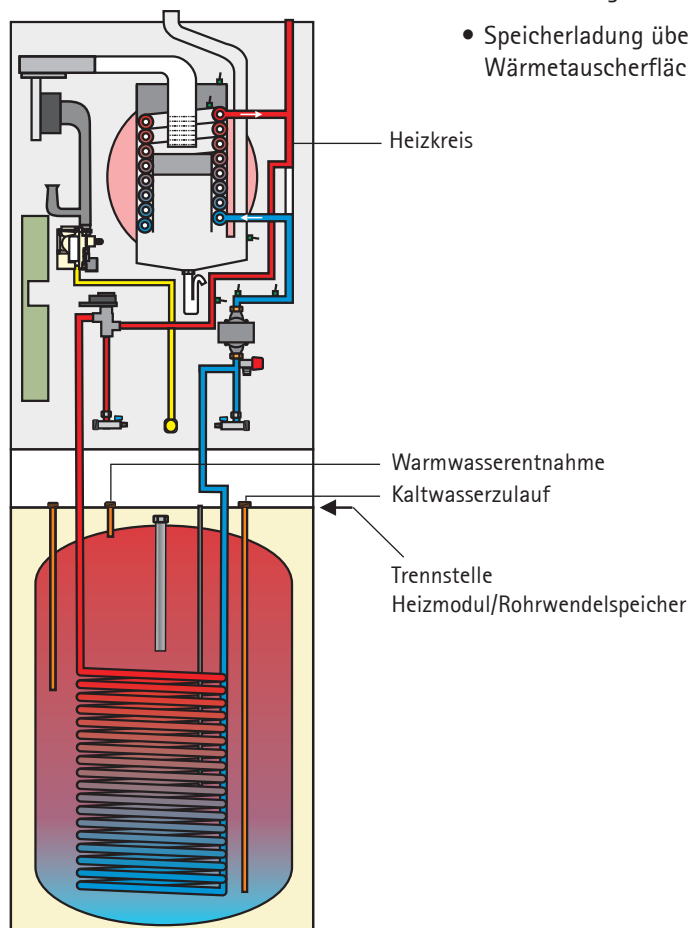 • Speicherladung übe
Wärmetauscherfläc
Heizkreis
Warmwasserentnahme
Kaltwasserzulauf
Trennstelle
Heizmodul/Rohrwendelspeicher